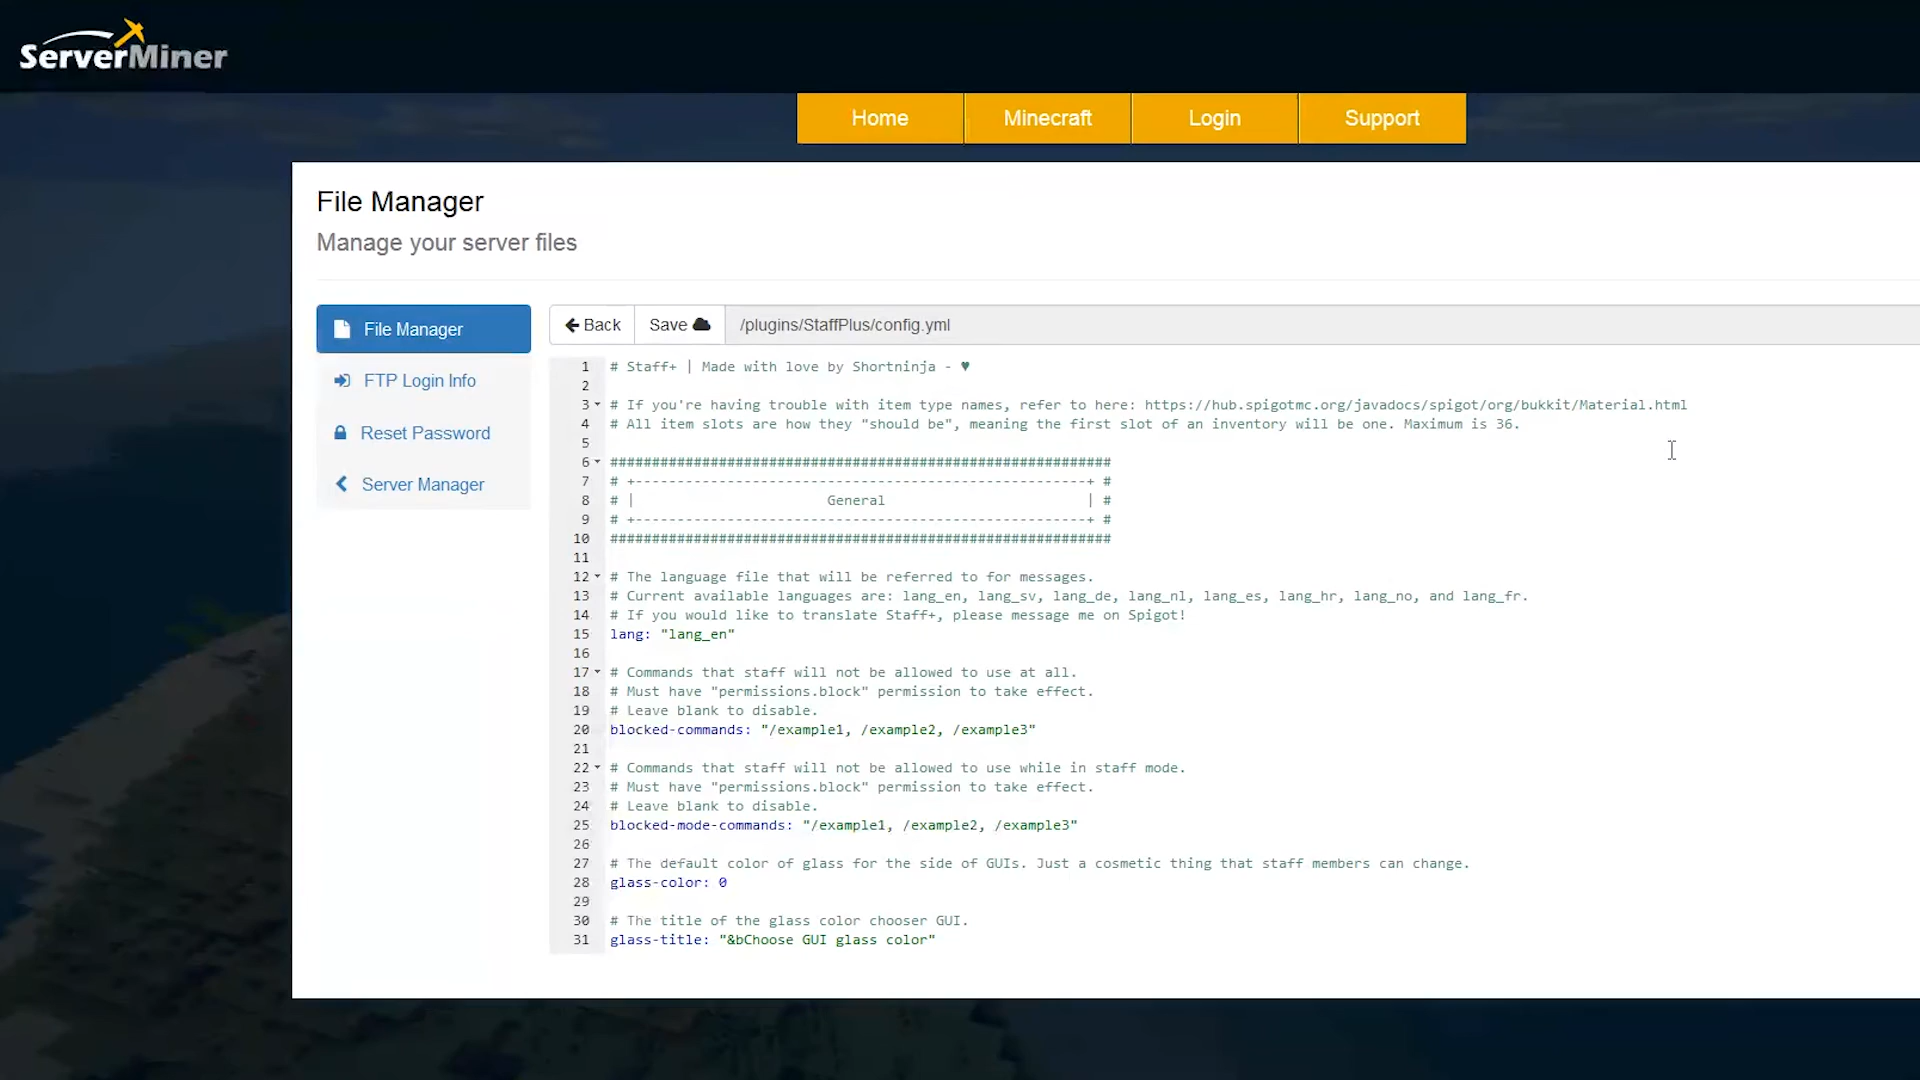 ServerMiner
Home Minecraft Login Support
File Manager
Manage your server files
File Manager
FTP Login Info
Reset Password
Server Manager
Back Save /plugins/StaffPlus/config.yml
1 # Staff+ | Made with love by Shortninja - ♥
2
3 # If you're having trouble with item type names, refer to here: https://hub.spigotmc.org/javadocs/spigot/org/bukkit/Material.html
4 # All item slots are how they "should be", meaning the first slot of an inventory will be one. Maximum is 36.
5
6 ############################################################
7 # +------------------------------------------------------+ #
8 # | General | #
9 # +------------------------------------------------------+ #
10 ############################################################
11
12 # The language file that will be referred to for messages.
13 # Current available languages are: lang_en, lang_sv, lang_de, lang_nl, lang_es, lang_hr, lang_no, and lang_fr.
14 # If you would like to translate Staff+, please message me on Spigot!
15 lang: "lang_en"
16
17 # Commands that staff will not be allowed to use at all.
18 # Must have "permissions.block" permission to take effect.
19 # Leave blank to disable.
20 blocked-commands: "/example1, /example2, /example3"
21
22 # Commands that staff will not be allowed to use while in staff mode.
23 # Must have "permissions.block" permission to take effect.
24 # Leave blank to disable.
25 blocked-mode-commands: "/example1, /example2, /example3"
26
27 # The default color of glass for the side of GUIs. Just a cosmetic thing that staff members can change.
28 glass-color: 0
29
30 # The title of the glass color chooser GUI.
31 glass-title: "&bChoose GUI glass color"